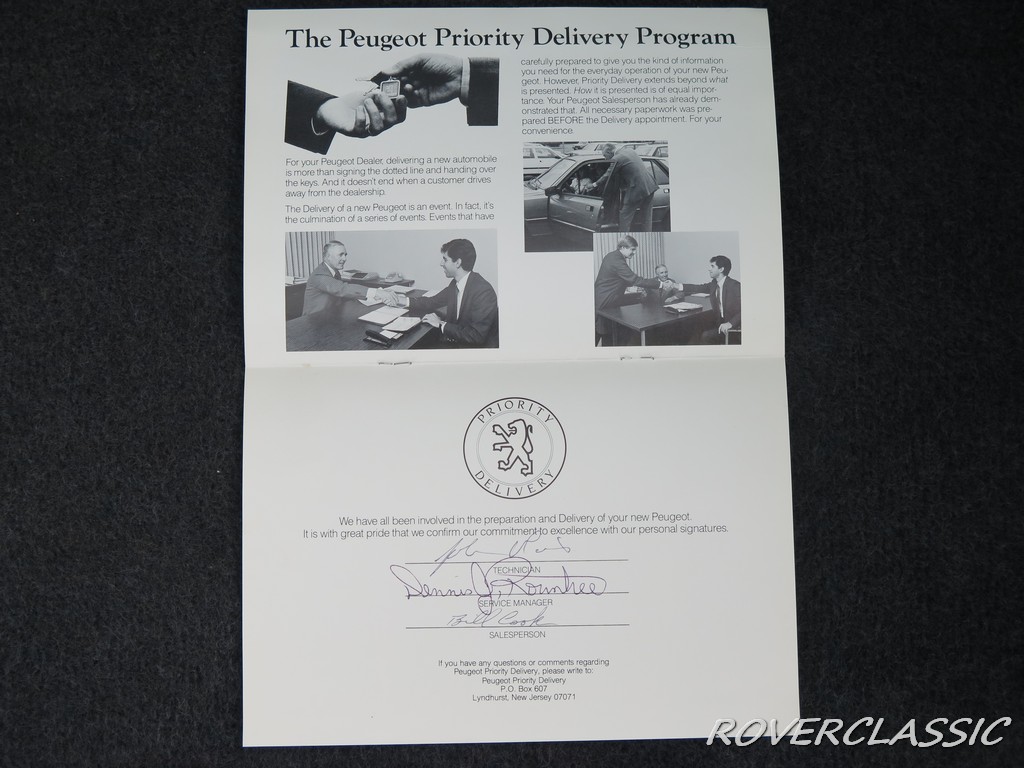 The Peugeot Priority Delivery Program
For your Peugeot Dealer, delivering a new automobile
is more than signing the dotted line and handing over
the keys. And it doesn't end when a customer drives
away from the dealership.
The Delivery of a new Peugeot is an event. In fact, it's
the culmination of a series of events. Events that have
carefully prepared to give you the kind of information
you need for the everyday operation of your new Peu-
geot. However, Priority Delivery extends beyond what
is presented. How it is presented is of equal impor-
tance. Your Peugeot Salesperson has already dem-
onstrated that. All necessary paperwork was pre-
pared BEFORE the Delivery appointment. For your
convenience.
PRIORITY
DELIVERY
We have all been involved in the preparation and Delivery of your new Peugeot.
It is with great pride that we confirm our commitment to excellence with our personal signatures.
John
TECHNICIAN
Dennis J. Rountree
SERVICE MANAGER
Bill Cook
SALESPERSON
If you have any questions or comments regarding
Peugeot Priority Delivery, please write to:
Peugeot Priority Delivery
P.O. Box 607
Lyndhurst, New Jersey 07071
ROVERCLASSIC